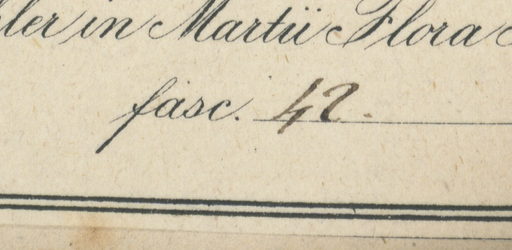 ler in Martii Flora
fasc. 42.